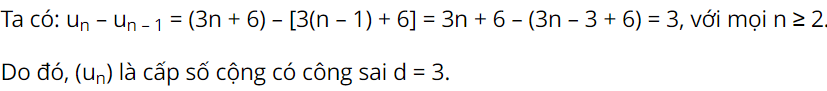 Ta có: uₙ – uₙ ₋ ₁ = (3n + 6) – [3(n – 1) + 6] = 3n + 6 – (3n – 3 + 6) = 3, với mọi n ≥ 2.
Do đó, (uₙ) là cấp số cộng có công sai d = 3.